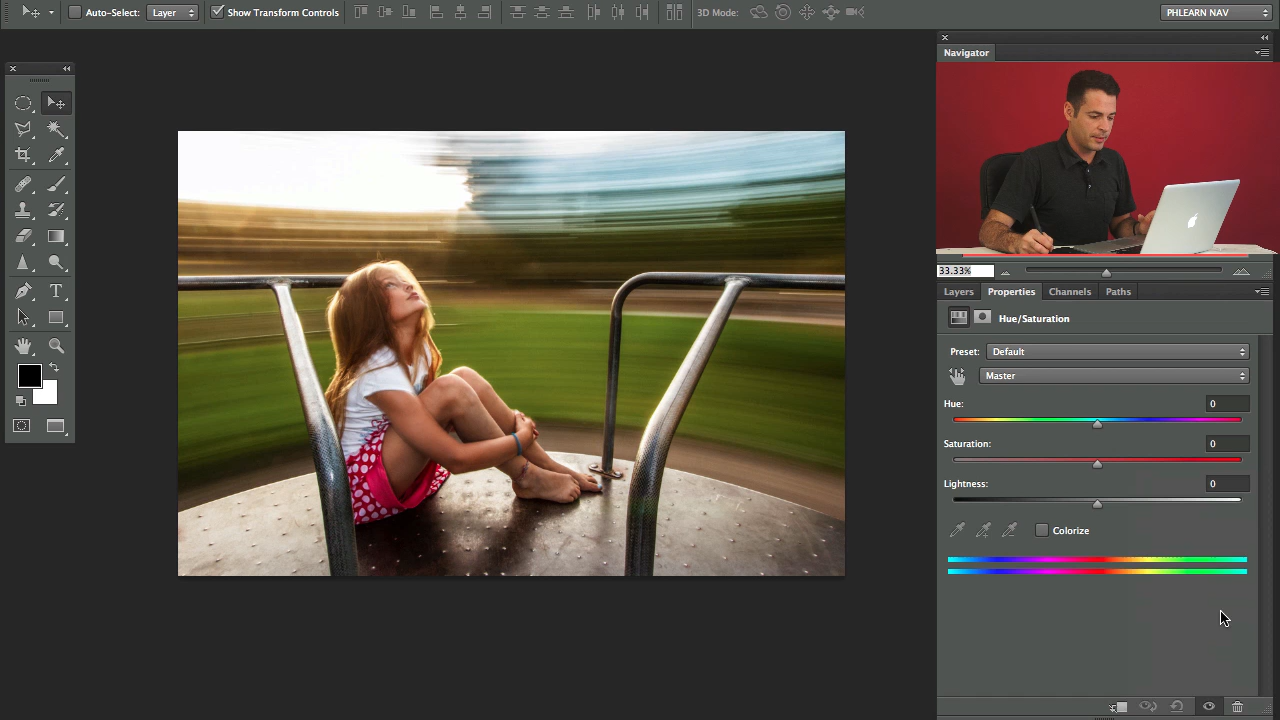 Auto-Select: Layer Show Transform Controls 3D Mode: PHLEARN NAV
Navigator
33.33%
Layers Properties Channels Paths
Hue/Saturation
Preset: Default
Master
Hue: 0
Saturation: 0
Lightness: 0
Colorize